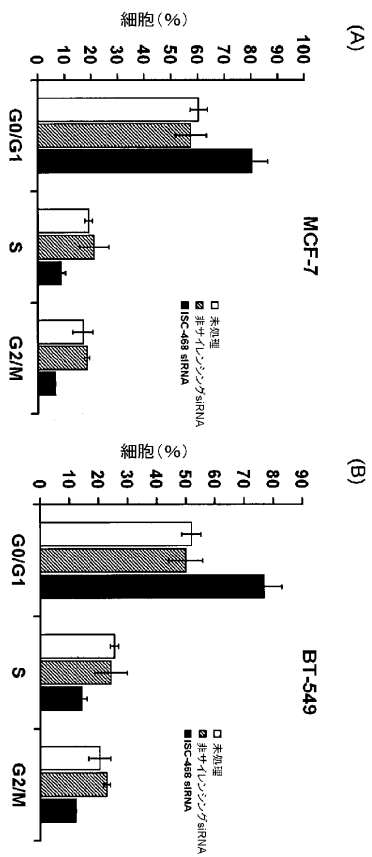 (A)
MCF-7
細胞(%)
100
90
80
70
60
50
40
30
20
10
0
G0/G1
S
G2/M
未処理
非サイレンシングsiRNA
ISC-468 siRNA
(B)
BT-549
細胞(%)
90
80
70
60
50
40
30
20
10
0
G0/G1
S
G2/M
未処理
非サイレンシングsiRNA
ISC-468 siRNA